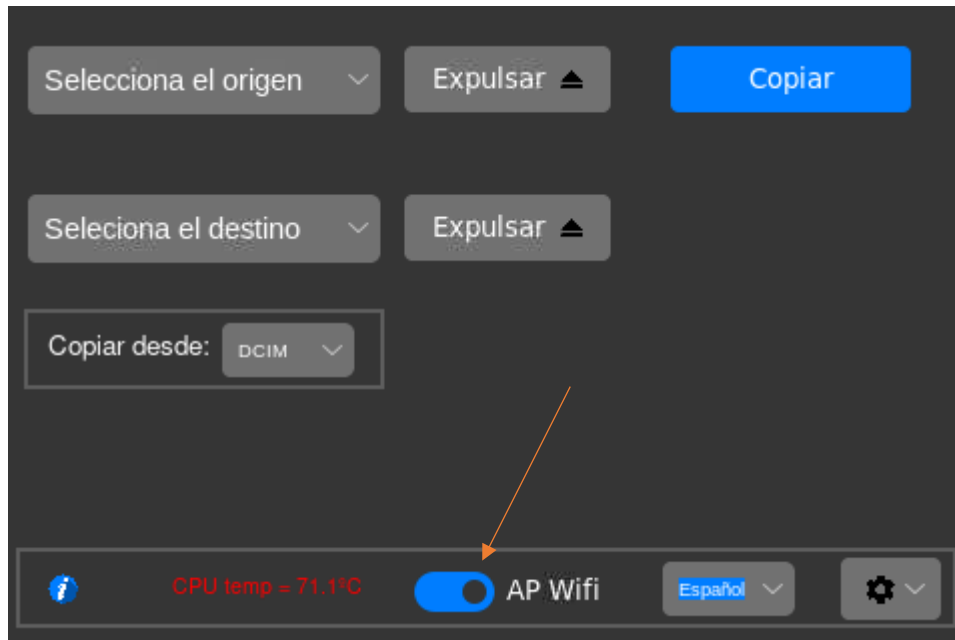 Selecciona el origen
Expulsar
Copiar
Seleciona el destino
Expulsar
Copiar desde: DCIM
CPU temp = 71.1ºC
AP Wifi
Español